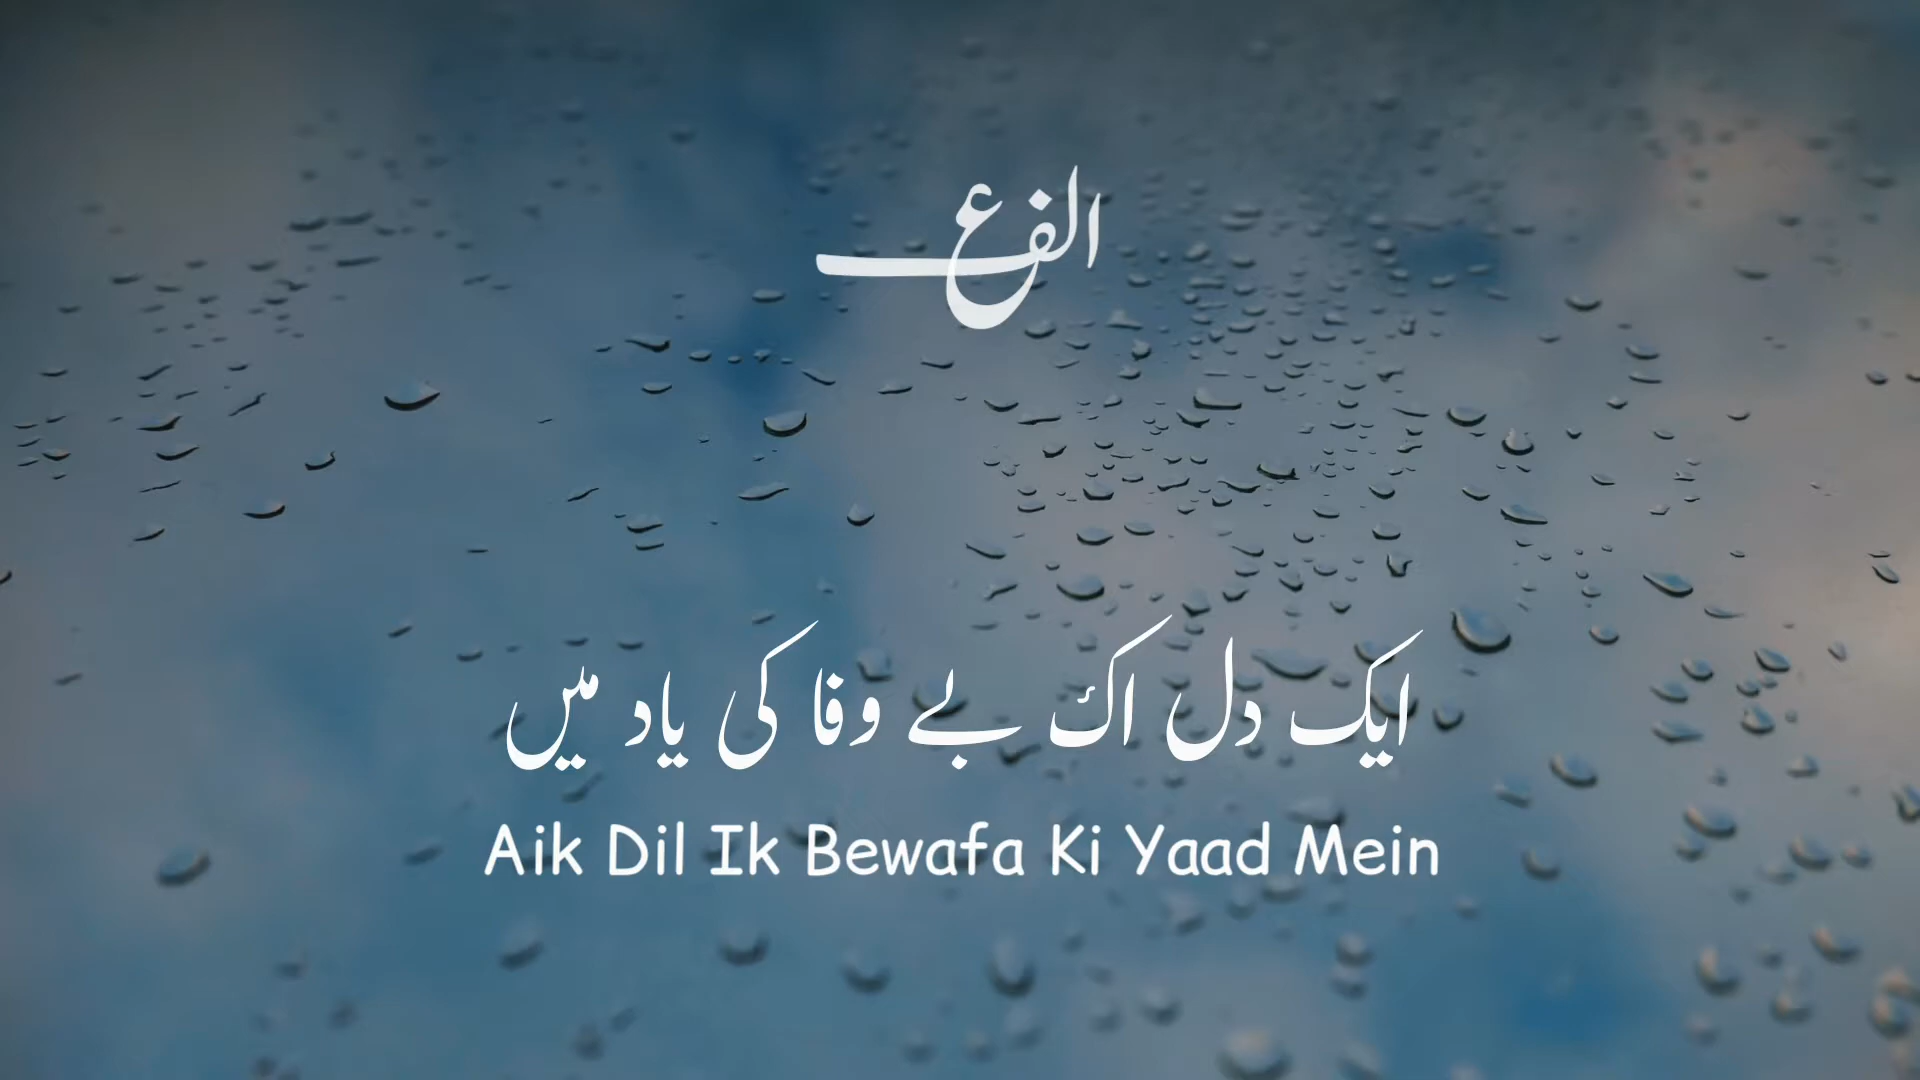 الف ع
ایک دل اک بے وفا کی یاد میں
Aik Dil Ik Bewafa Ki Yaad Mein